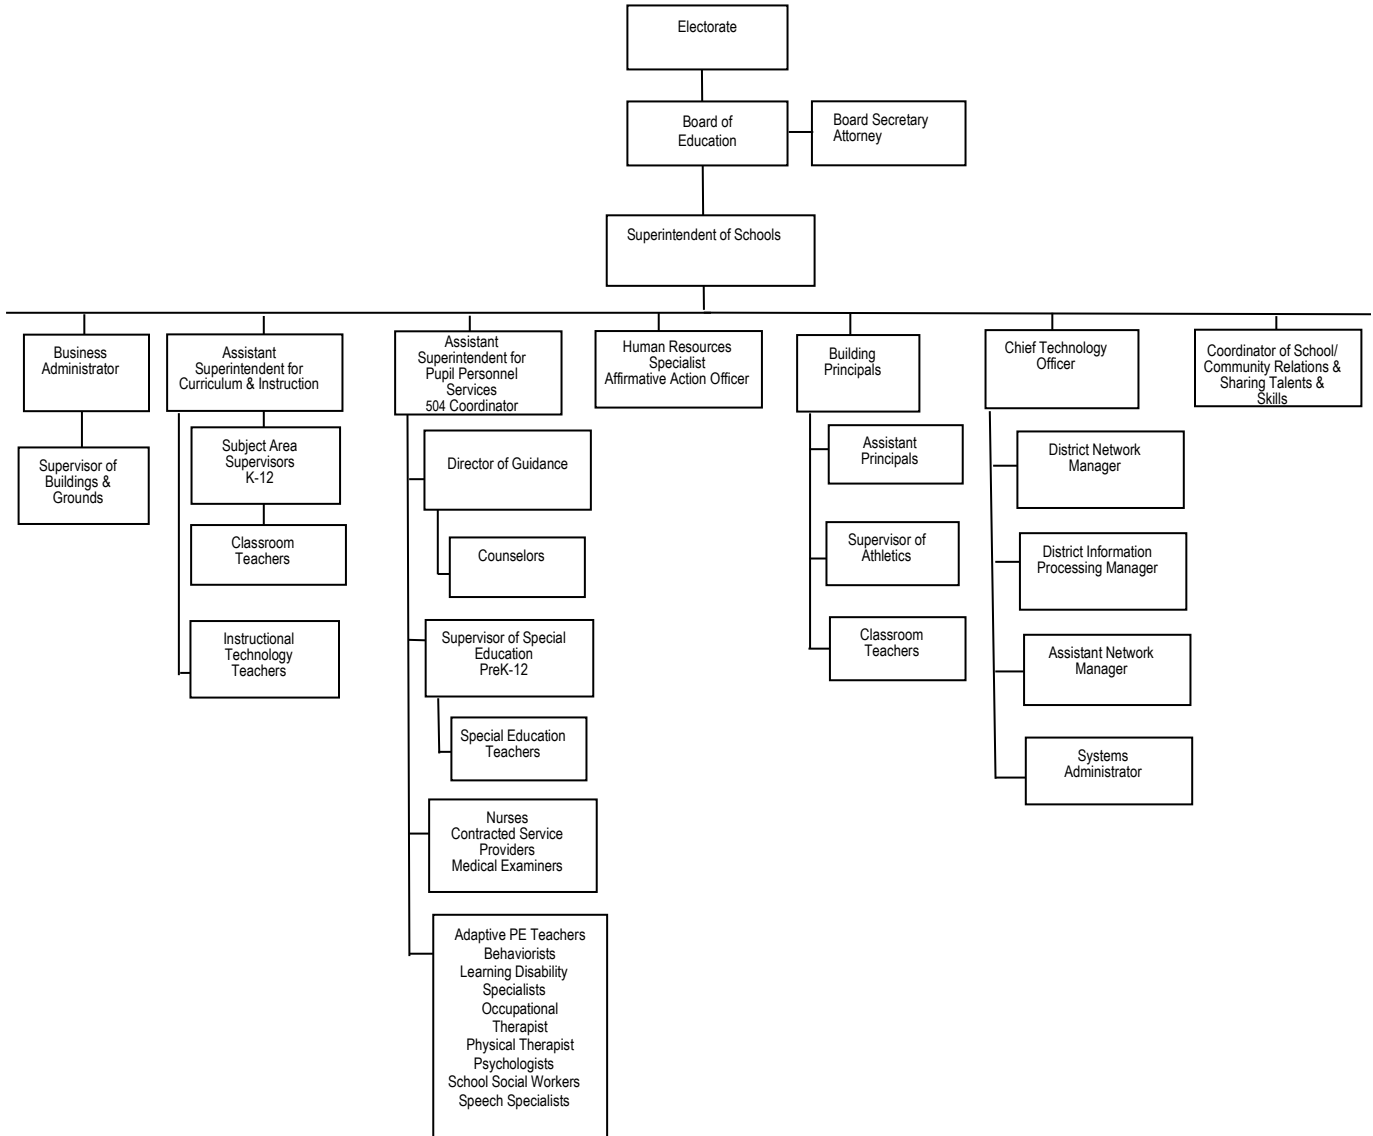 Electorate
Board of
Education
Board Secretary
Attorney
Superintendent of Schools
Business
Administrator
Supervisor of
Buildings &
Grounds
Assistant
Superintendent for
Curriculum & Instruction
Subject Area
Supervisors
K-12
Classroom
Teachers
Instructional
Technology
Teachers
Assistant
Superintendent for
Pupil Personnel
Services
504 Coordinator
Director of Guidance
Counselors
Supervisor of Special
Education
PreK-12
Special Education
Teachers
Nurses
Contracted Service
Providers
Medical Examiners
Adaptive PE Teachers
Behaviorists
Learning Disability
Specialists
Occupational
Therapist
Physical Therapist
Psychologists
School Social Workers
Speech Specialists
Human Resources
Specialist
Affirmative Action Officer
Building
Principals
Assistant
Principals
Supervisor of
Athletics
Classroom
Teachers
Chief Technology
Officer
District Network
Manager
District Information
Processing Manager
Assistant Network
Manager
Systems
Administrator
Coordinator of School/
Community Relations &
Sharing Talents &
Skills